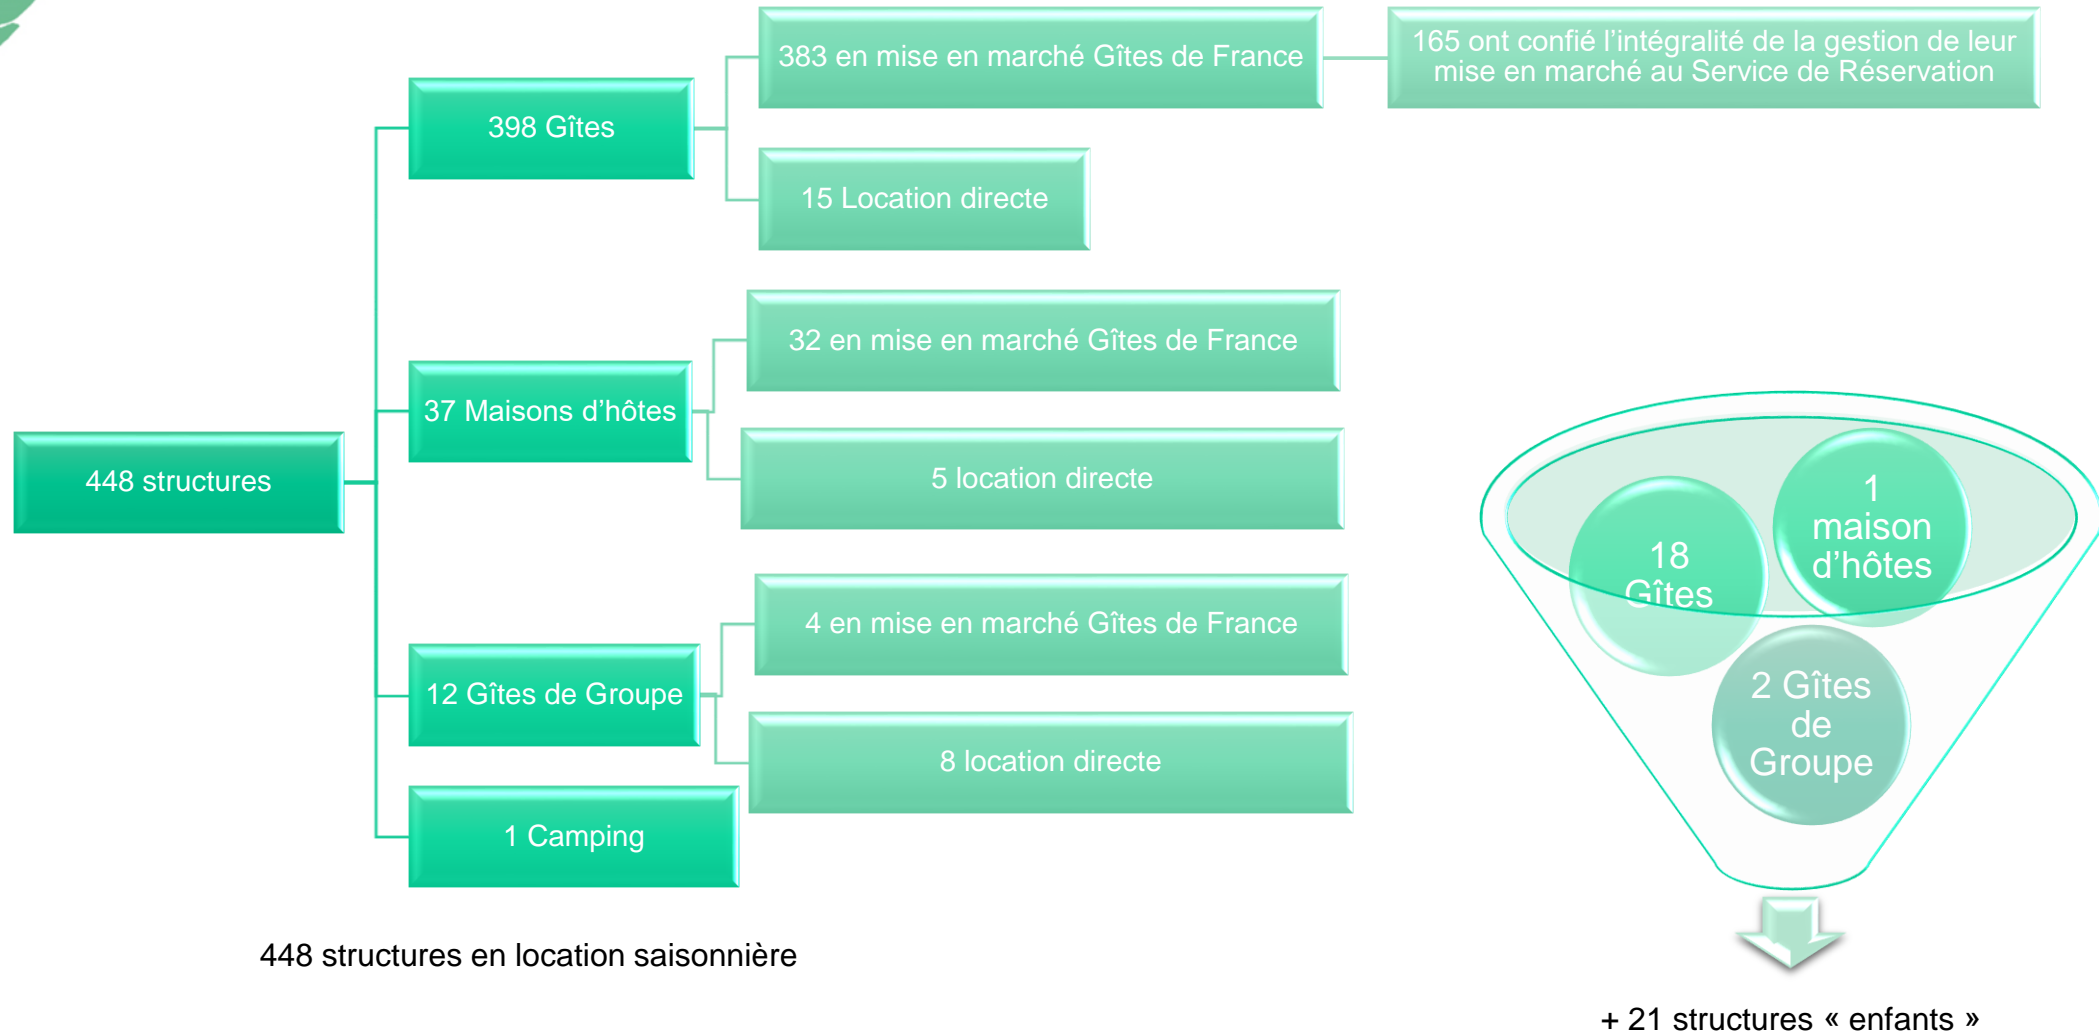 448 structures
398 Gîtes
383 en mise en marché Gîtes de France
165 ont confié l’intégralité de la gestion de leur
mise en marché au Service de Réservation
15 Location directe
37 Maisons d’hôtes
32 en mise en marché Gîtes de France
5 location directe
12 Gîtes de Groupe
4 en mise en marché Gîtes de France
8 location directe
1 Camping
448 structures en location saisonnière
18
Gîtes
1
maison
d’hôtes
2 Gîtes
de
Groupe
+ 21 structures « enfants »